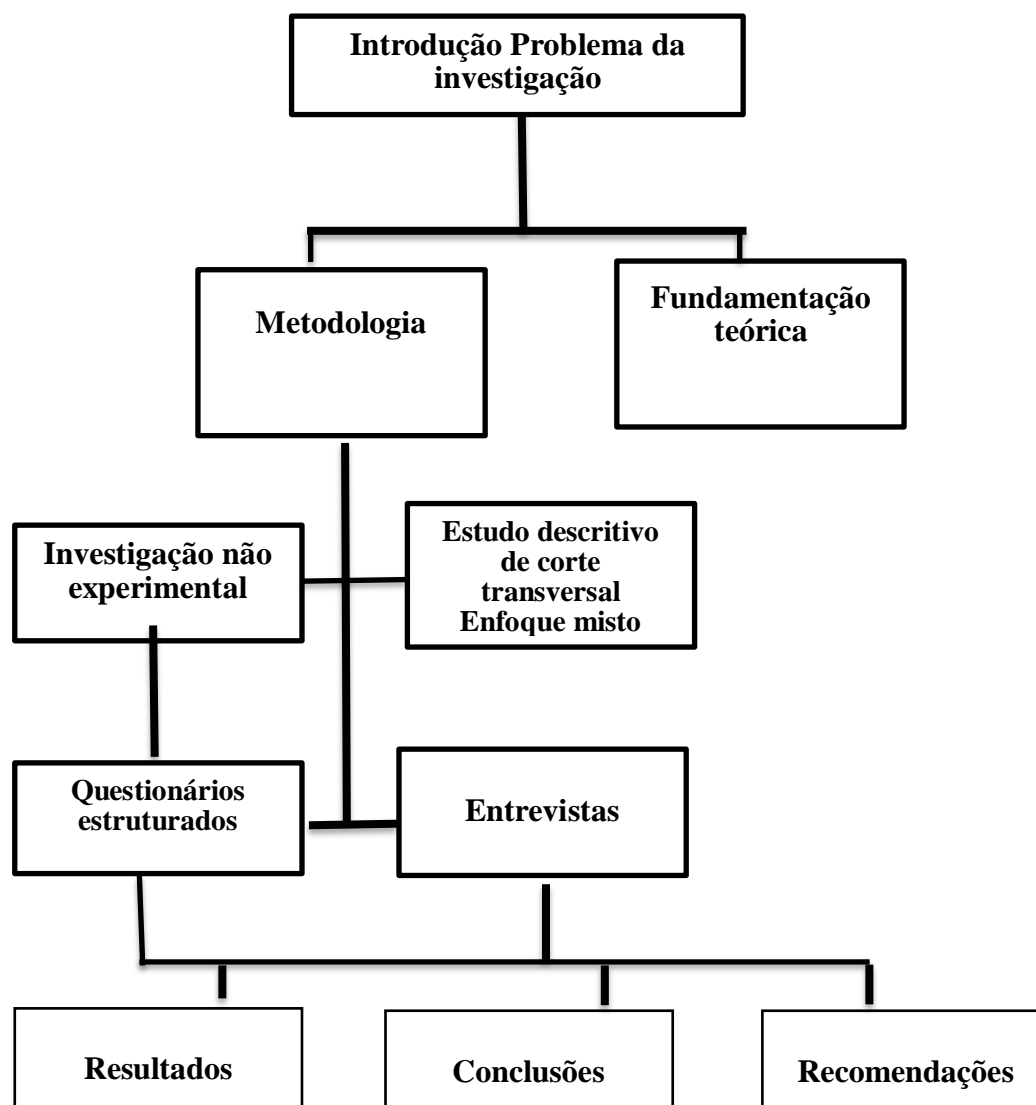 Introdução Problema da
investigação
Metodologia
Fundamentação
teórica
Investigação não
experimental
Estudo descritivo
de corte
transversal
Enfoque misto
Questionários
estruturados
Entrevistas
Resultados
Conclusões
Recomendações